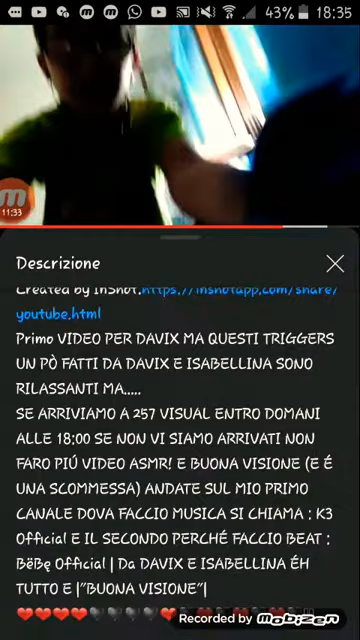 43% 18:35
11:33
Descrizione
Created by InShot:https://inshotapp.com/share/
youtube.html
Primo VIDEO PER DAVIX MA QUESTI TRIGGERS
UN PÒ FATTI DA DAVIX E ISABELLINA SONO
RILASSANTI MA.....
SE ARRIVIAMO A 257 VISUAL ENTRO DOMANI
ALLE 18;00 SE NON VI SIAMO ARRIVATI NON
FARO PIÚ VIDEO ASMR! E BUONA VISIONE (E É
UNA SCOMMESSA) ANDATE SUL MIO PRIMO
CANALE DOVA FACCIO MUSICA SI CHIAMA : K3
Official E IL SECONDO PERCHÉ FACCIO BEAT :
BëBę Official | Da DAVIX E ISABELLINA ÉH
TUTTO E |"BUONA VISIONE"|
Recorded by MOBIZEN